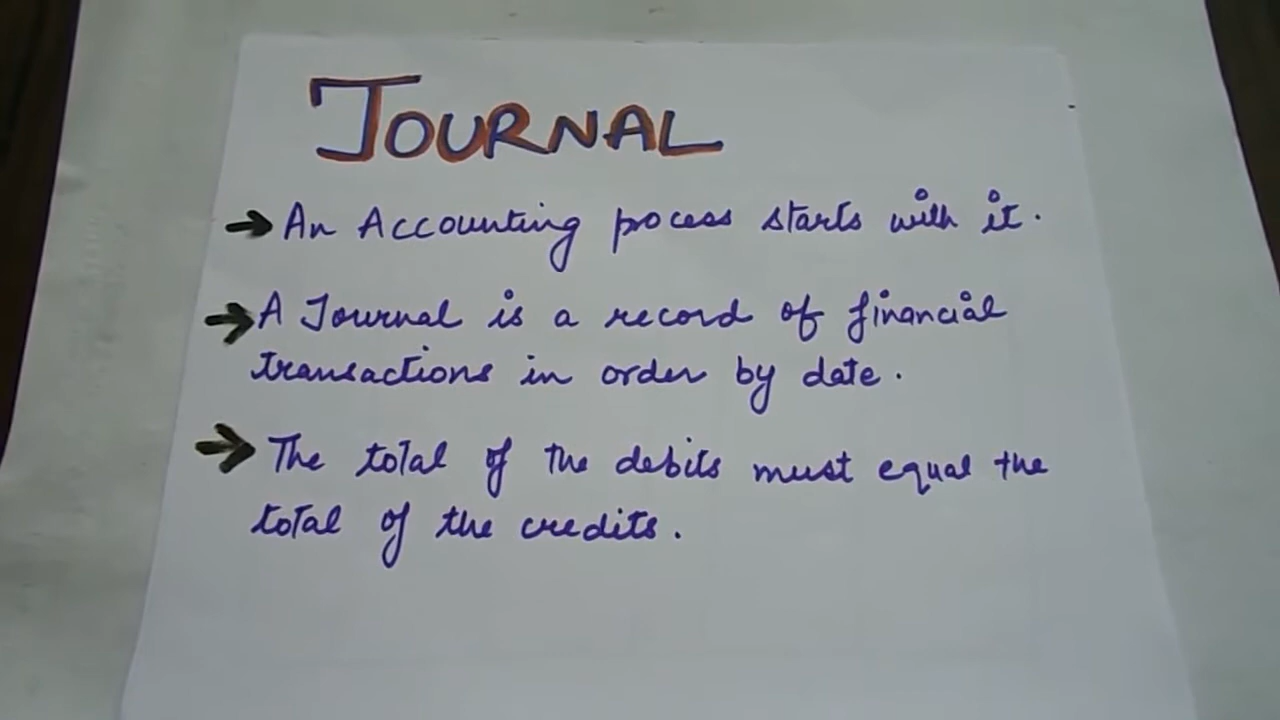 JOURNAL
→ An Accounting pocess starts with it.
→ A Journal is a record of financial
transactions in order by date.
→ The total of the debits must equal the
total of the credits.